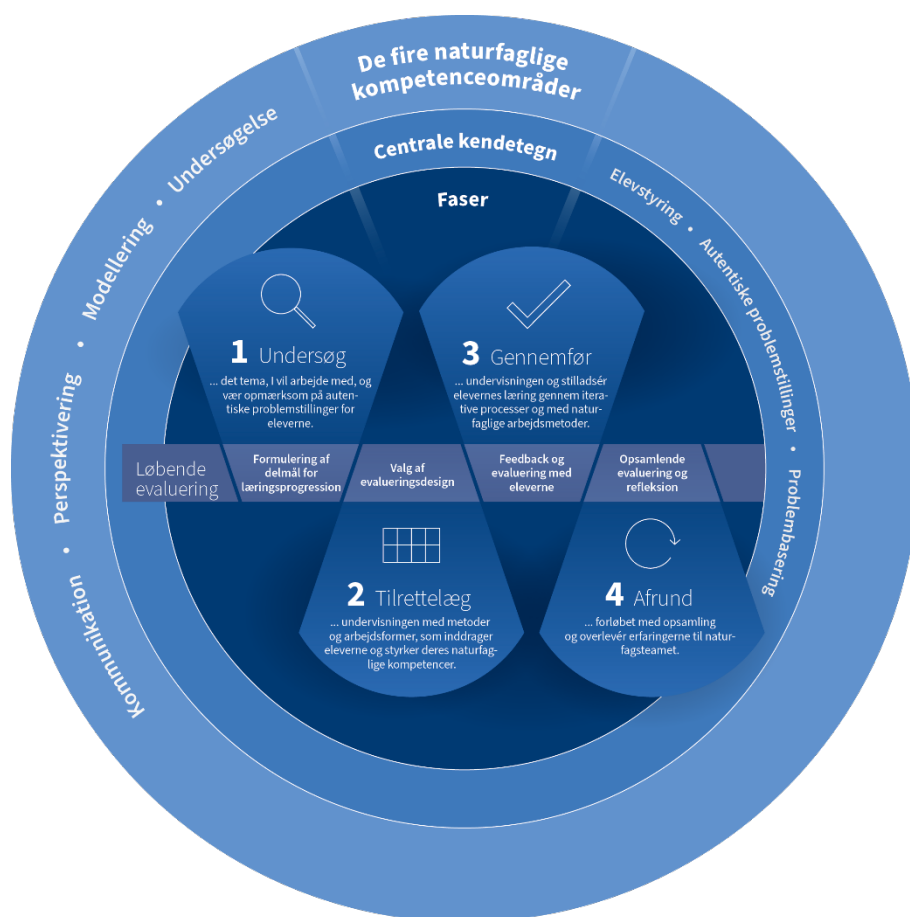 De fire naturfaglige
kompetenceområder
Kommunikation • Perspektivering • Modellering • Undersøgelse
Centrale kendetegn
Elevstyring • Autentiske problemstillinger • Problembasering
Faser
1 Undersøg
... det tema, I vil arbejde med, og
vær opmærksom på auten-
tiske problemstillinger for
eleverne.
3 Gennemfør
... undervisningen og stilladsér
elevernes læring gennem itera-
tive processer og med natur-
faglige arbejdsmetoder.
Løbende
evaluering
Formulering af
delmål for
læringsprogression
Valg af
evalueringsdesign
Feedback og
evaluering med
eleverne
Opsamlende
evaluering og
refleksion
2 Tilrettelæg
... undervisningen med metoder
og arbejdsformer, som inddrager
eleverne og styrker deres naturfag-
lige kompetencer.
4 Afrund
... forløbet med opsamling
og overlevér erfaringerne til natur-
fagsteamet.